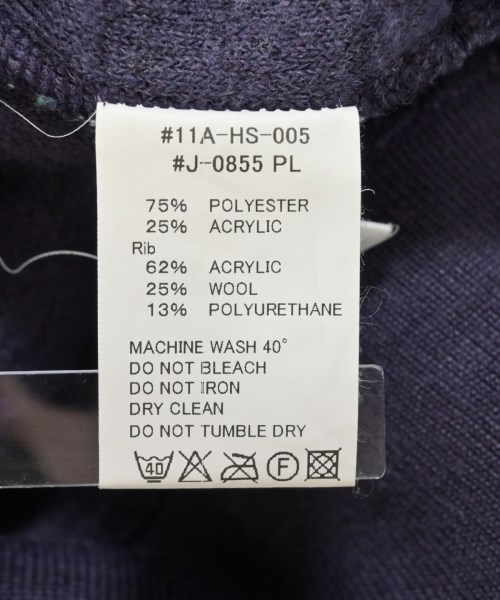 #11A-HS-005
#J-0855 PL
75% POLYESTER
25% ACRYLIC
Rib
62% ACRYLIC
25% WOOL
13% POLYURETHANE
MACHINE WASH 40°
DO NOT BLEACH
DO NOT IRON
DRY CLEAN
DO NOT TUMBLE DRY
40 F